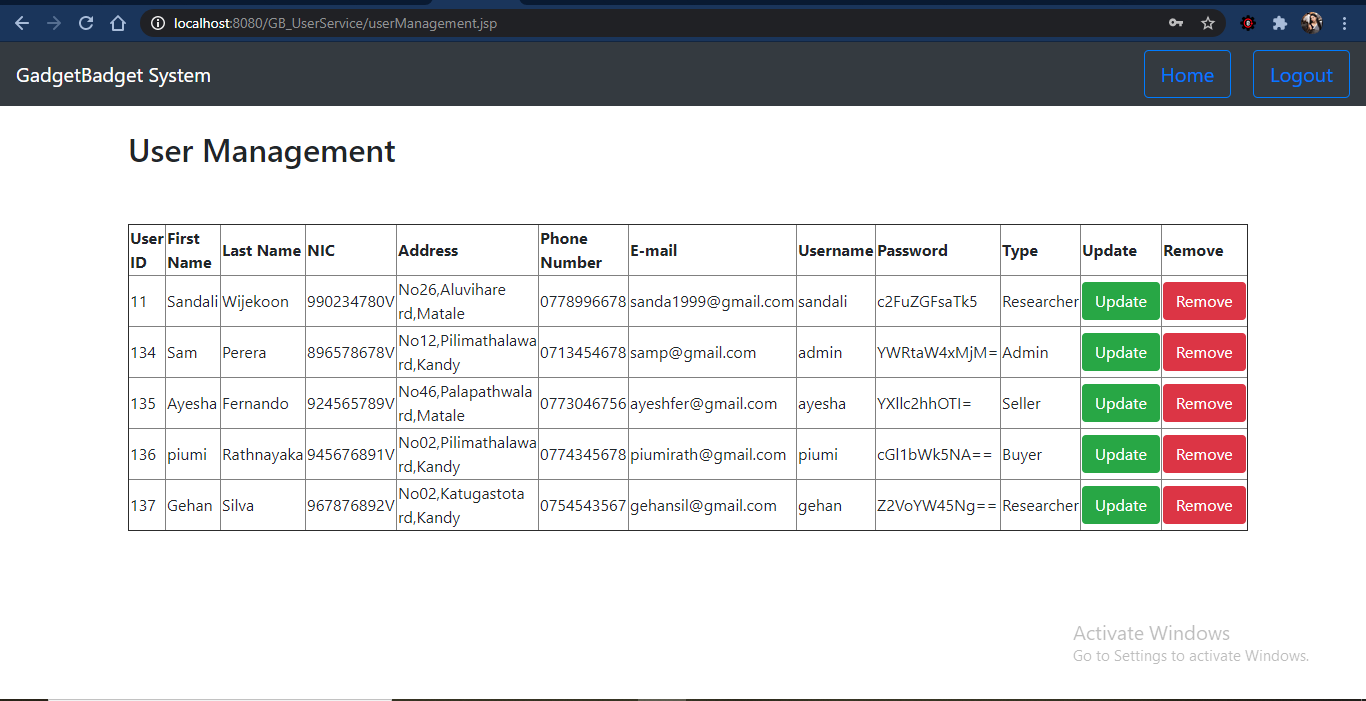 localhost:8080/GB_UserService/userManagement.jsp
GadgetBadget System
Home
Logout
User Management
User ID First Name Last Name NIC Address Phone Number E-mail Username Password Type Update Remove
11 Sandali Wijekoon 990234780V No26,Aluvihare rd,Matale 0778996678 sanda1999@gmail.com sandali c2FuZGFsaTk5 Researcher Update Remove
134 Sam Perera 896578678V No12,Pilimathalawa rd,Kandy 0713454678 samp@gmail.com admin YWRtaW4xMjM= Admin Update Remove
135 Ayesha Fernando 924565789V No46,Palapathwala rd,Matale 0773046756 ayeshfer@gmail.com ayesha YXllc2hhOTI= Seller Update Remove
136 piumi Rathnayaka 945676891V No02,Pilimathalawa rd,Kandy 0774345678 piumirath@gmail.com piumi cGl1bWk5NA== Buyer Update Remove
137 Gehan Silva 967876892V No02,Katugastota rd,Kandy 0754543567 gehansil@gmail.com gehan Z2VoYW45Ng== Researcher Update Remove
Activate Windows
Go to Settings to activate Windows.